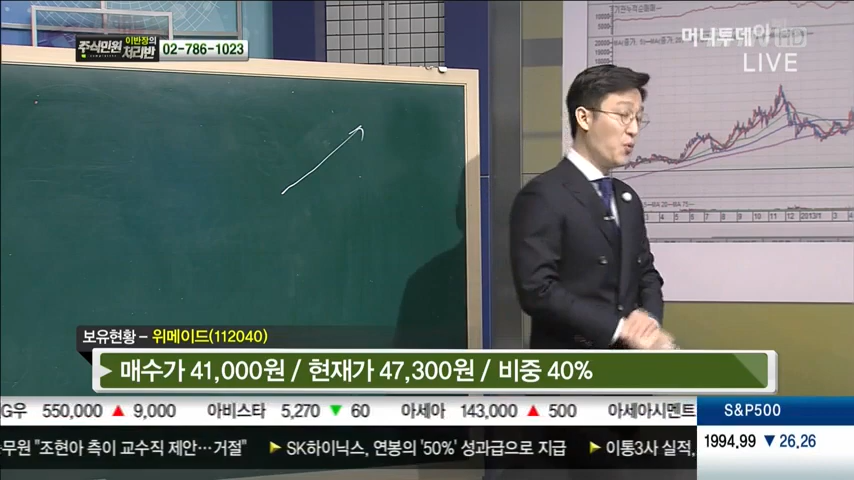 주식만원
이반장의
처리반
02-786-1023
머니투데이
LIVE
보유현황 – 위메이드(112040)
매수가 41,000원 / 현재가 47,300원 / 비중 40%
G우 550,000 ▲ 9,000 아비스타 5,270 ▼ 60 아세아 143,000 ▲ 500 아세아시멘트
S&P500
무원 "조현아 측이 교수직 제안…거절" ▶ SK하이닉스, 연봉의 '50%' 성과급으로 지급 ▶ 이통3사 실적,
1994.99 ▼ 26.26